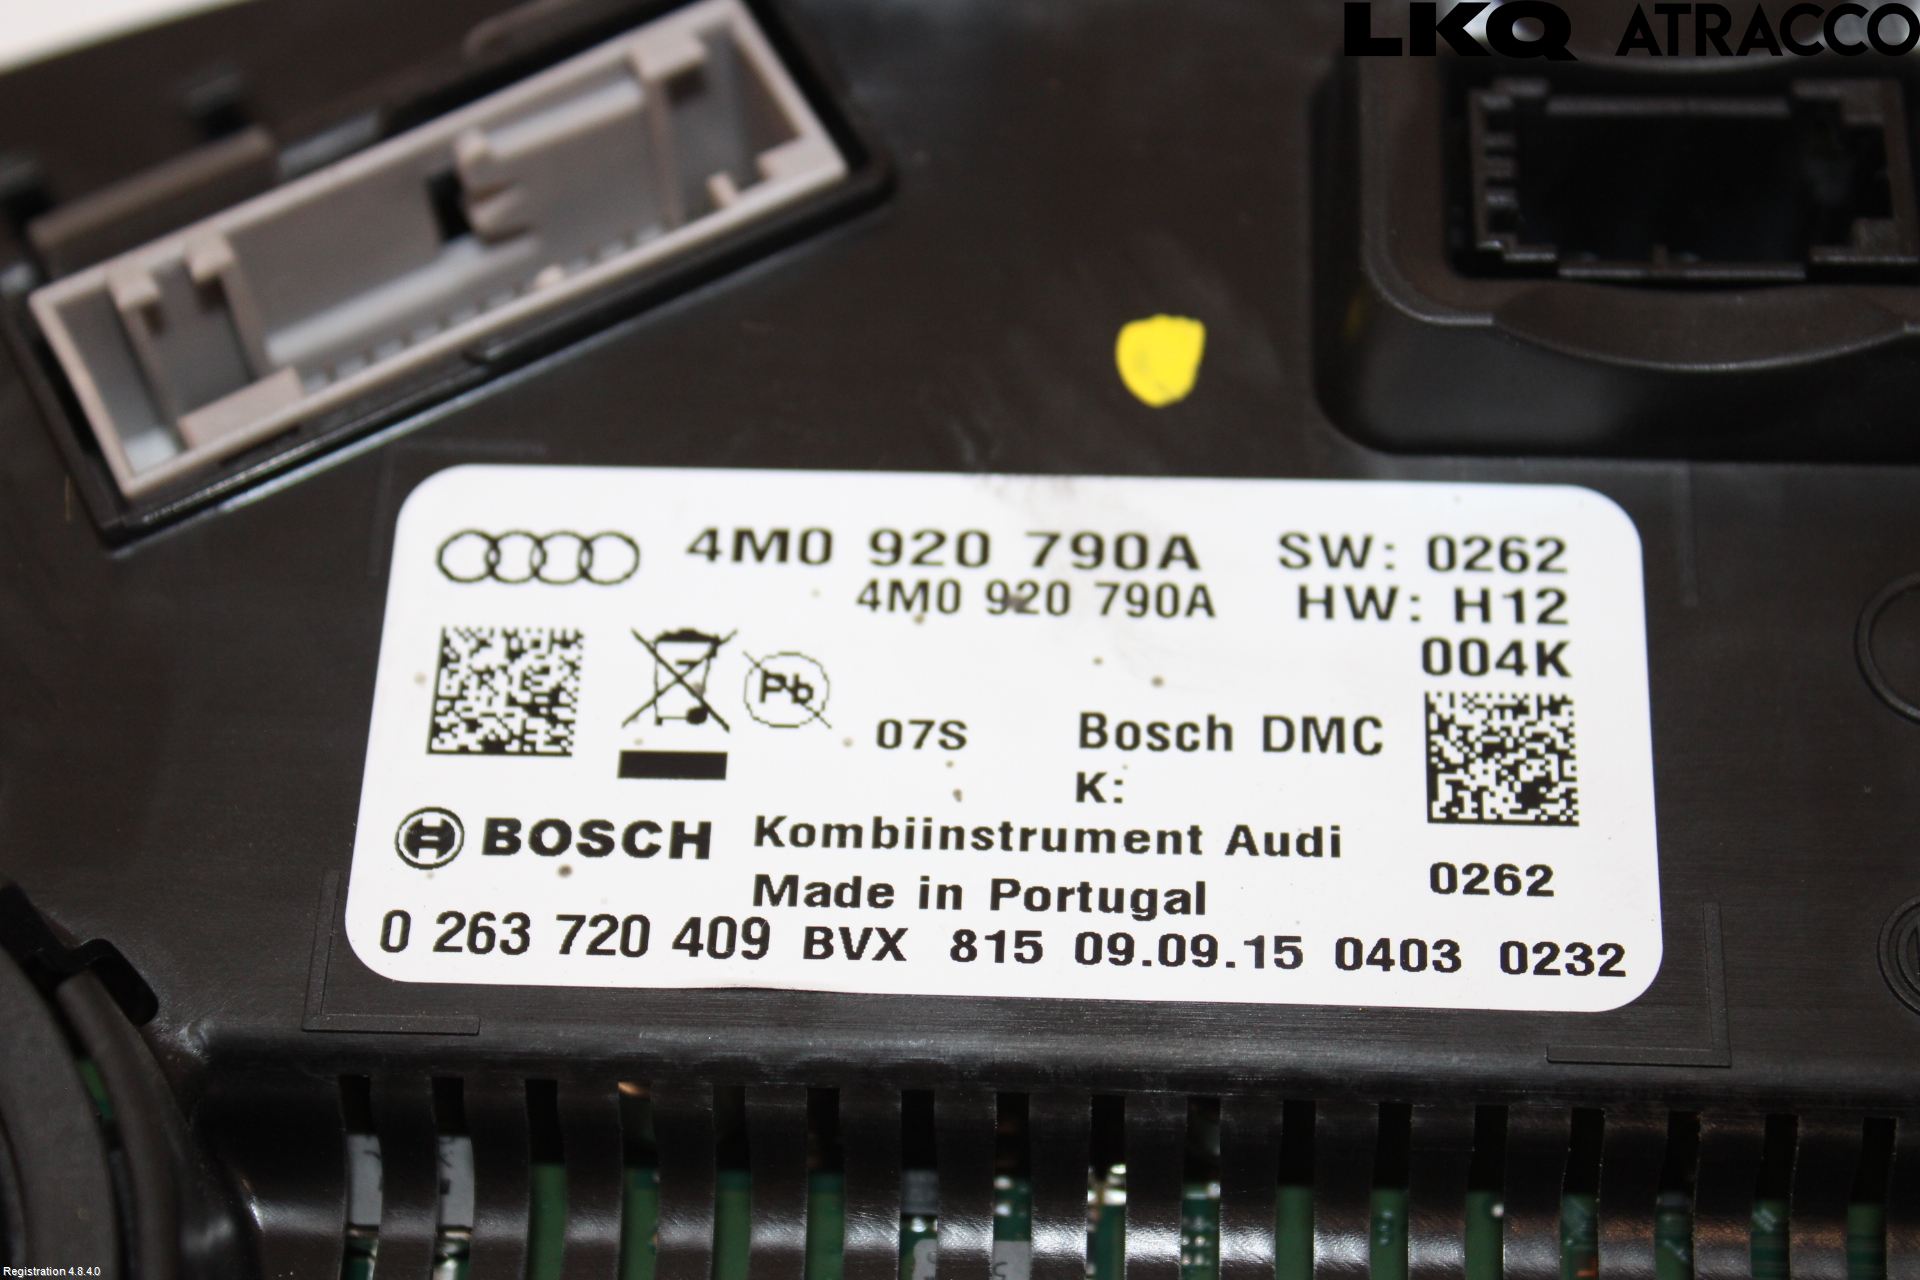 LKQ ATRACCO
4M0 920 790A SW: 0262
4M0 920 790A HW: H12
004K
Pb
07S Bosch DMC
K:
BOSCH Kombiinstrument Audi
Made in Portugal 0262
0 263 720 409 BVX 815 09.09.15 0403 0232
Registration 4.8.4.0